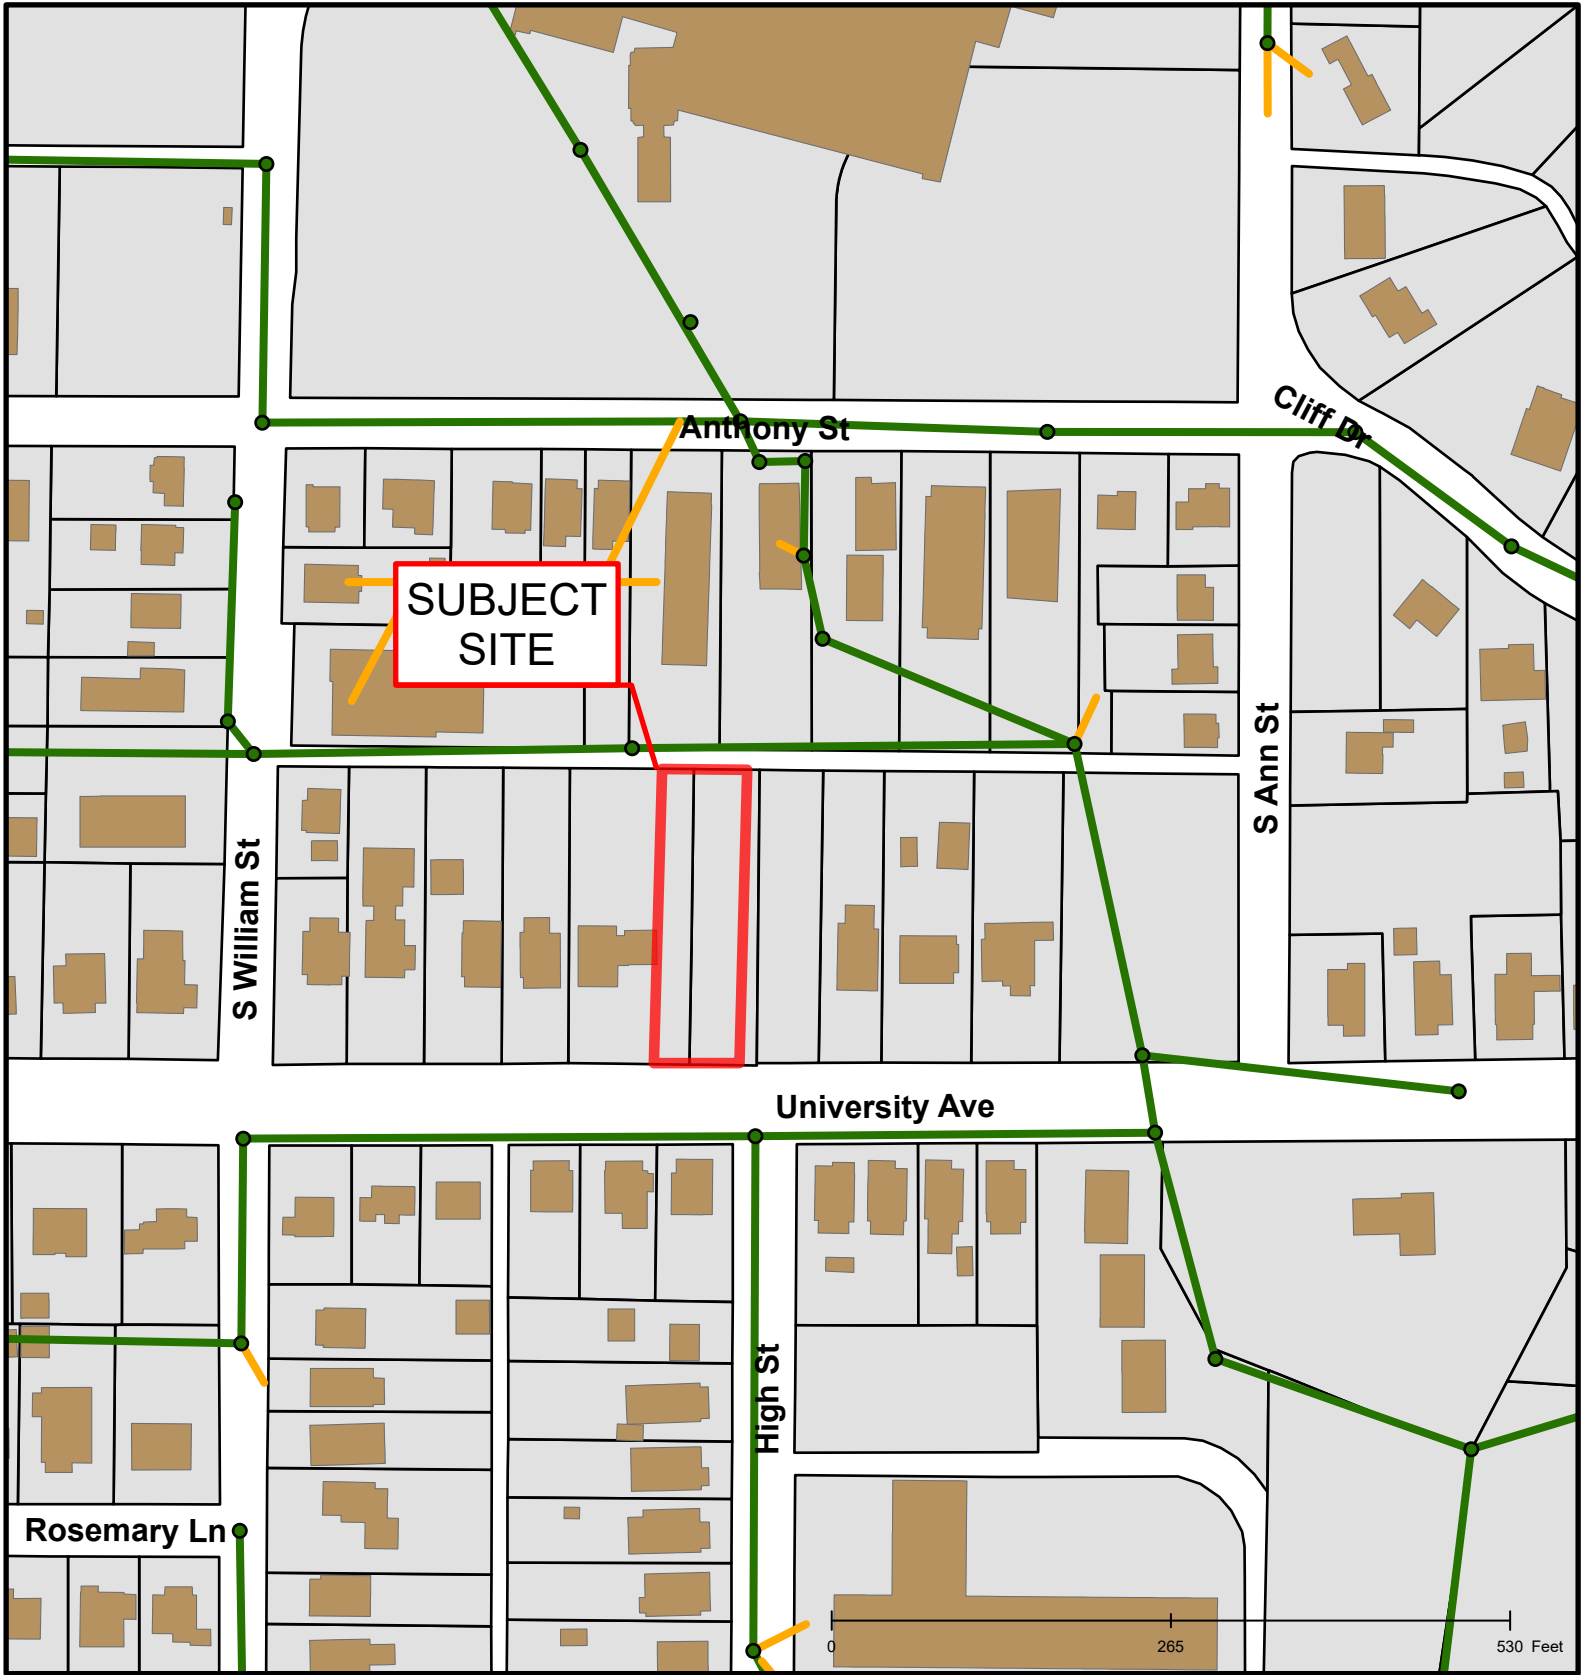 Cliff Dr
Anthony St
SUBJECT
SITE
S Ann St
S William St
University Ave
High St
Rosemary Ln
0 265 530 Feet